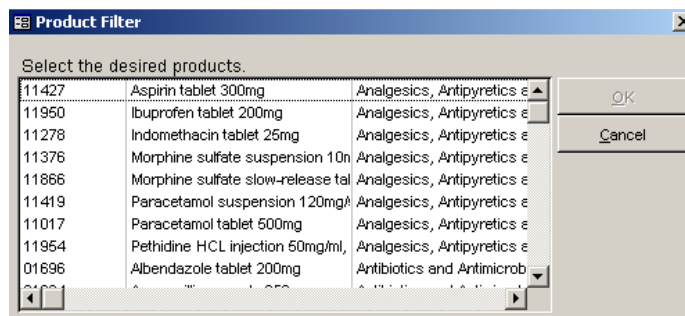 Product Filter
Select the desired products.
11427 Aspirin tablet 300mg Analgesics, Antipyretics
11950 Ibuprofen tablet 200mg Analgesics, Antipyretics
11278 Indomethacin tablet 25mg Analgesics, Antipyretics
11376 Morphine sulfate suspension Analgesics, Antipyretics
11866 Morphine sulfate slow-release Analgesics, Antipyretics
11419 Paracetamol suspension Analgesics, Antipyretics
11017 Paracetamol tablet 500mg Analgesics, Antipyretics
11954 Pethidine HCL injection 50mg/ml, Analgesics, Antipyretics
01696 Albendazole tablet 200mg Antibiotics and Antimicrob
OK
Cancel